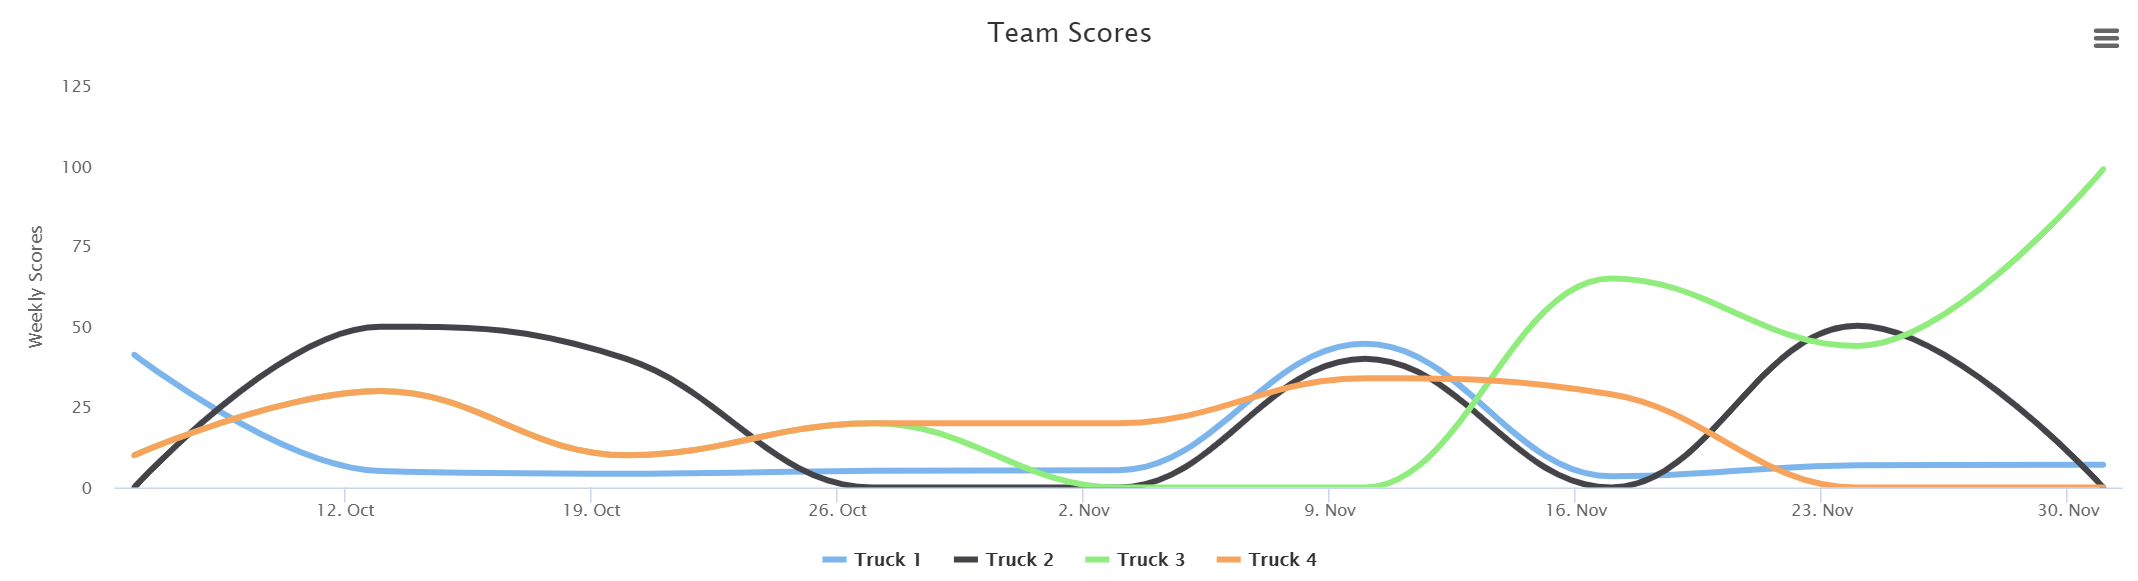 Team Scores
125
100
75
50
25
0
Weekly Scores
12. Oct 19. Oct 26. Oct 2. Nov 9. Nov 16. Nov 23. Nov 30. Nov
Truck 1 Truck 2 Truck 3 Truck 4